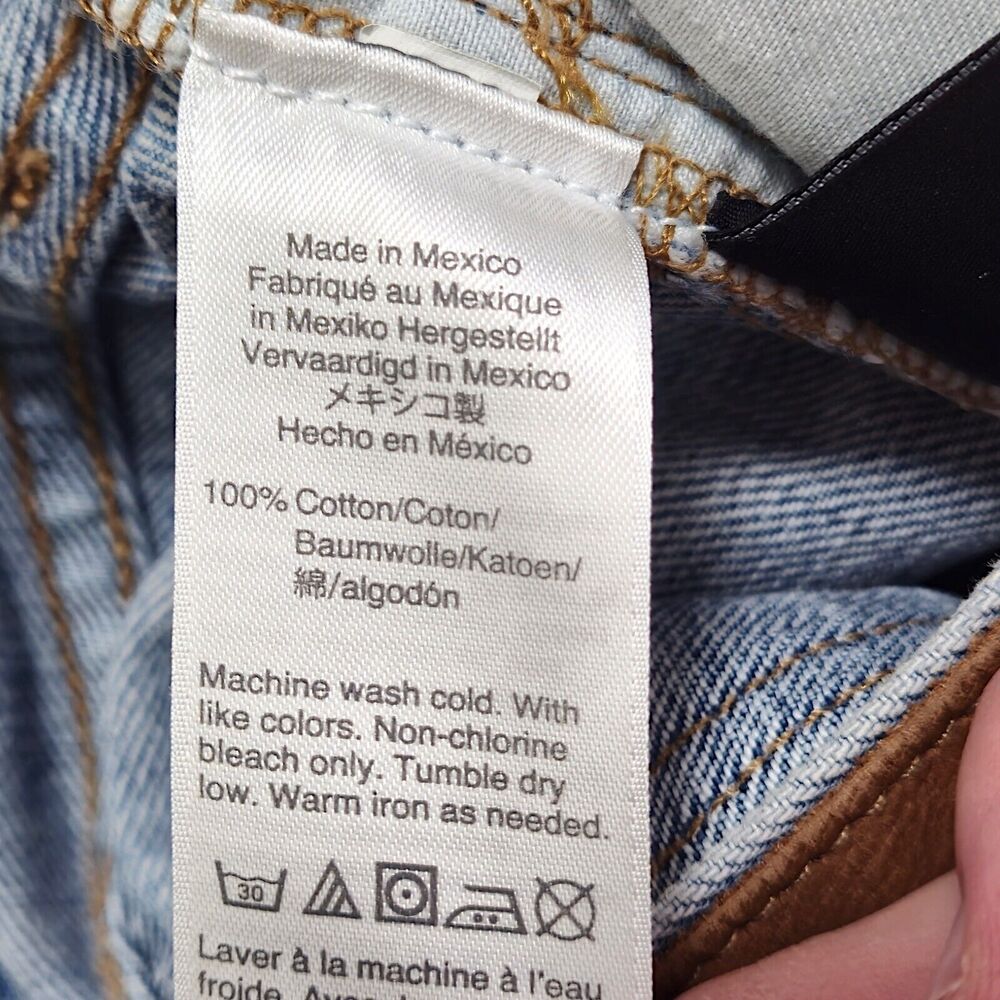 Made in Mexico
Fabriqué au Mexique
in Mexiko Hergestellt
Vervaardigd in Mexico
メキシコ製
Hecho en México
100% Cotton/Coton/
Baumwolle/Katoen/
綿/algodón
Machine wash cold. With
like colors. Non-chlorine
bleach only. Tumble dry
low. Warm iron as needed.
30
Laver à la machine à l'eau
froide.